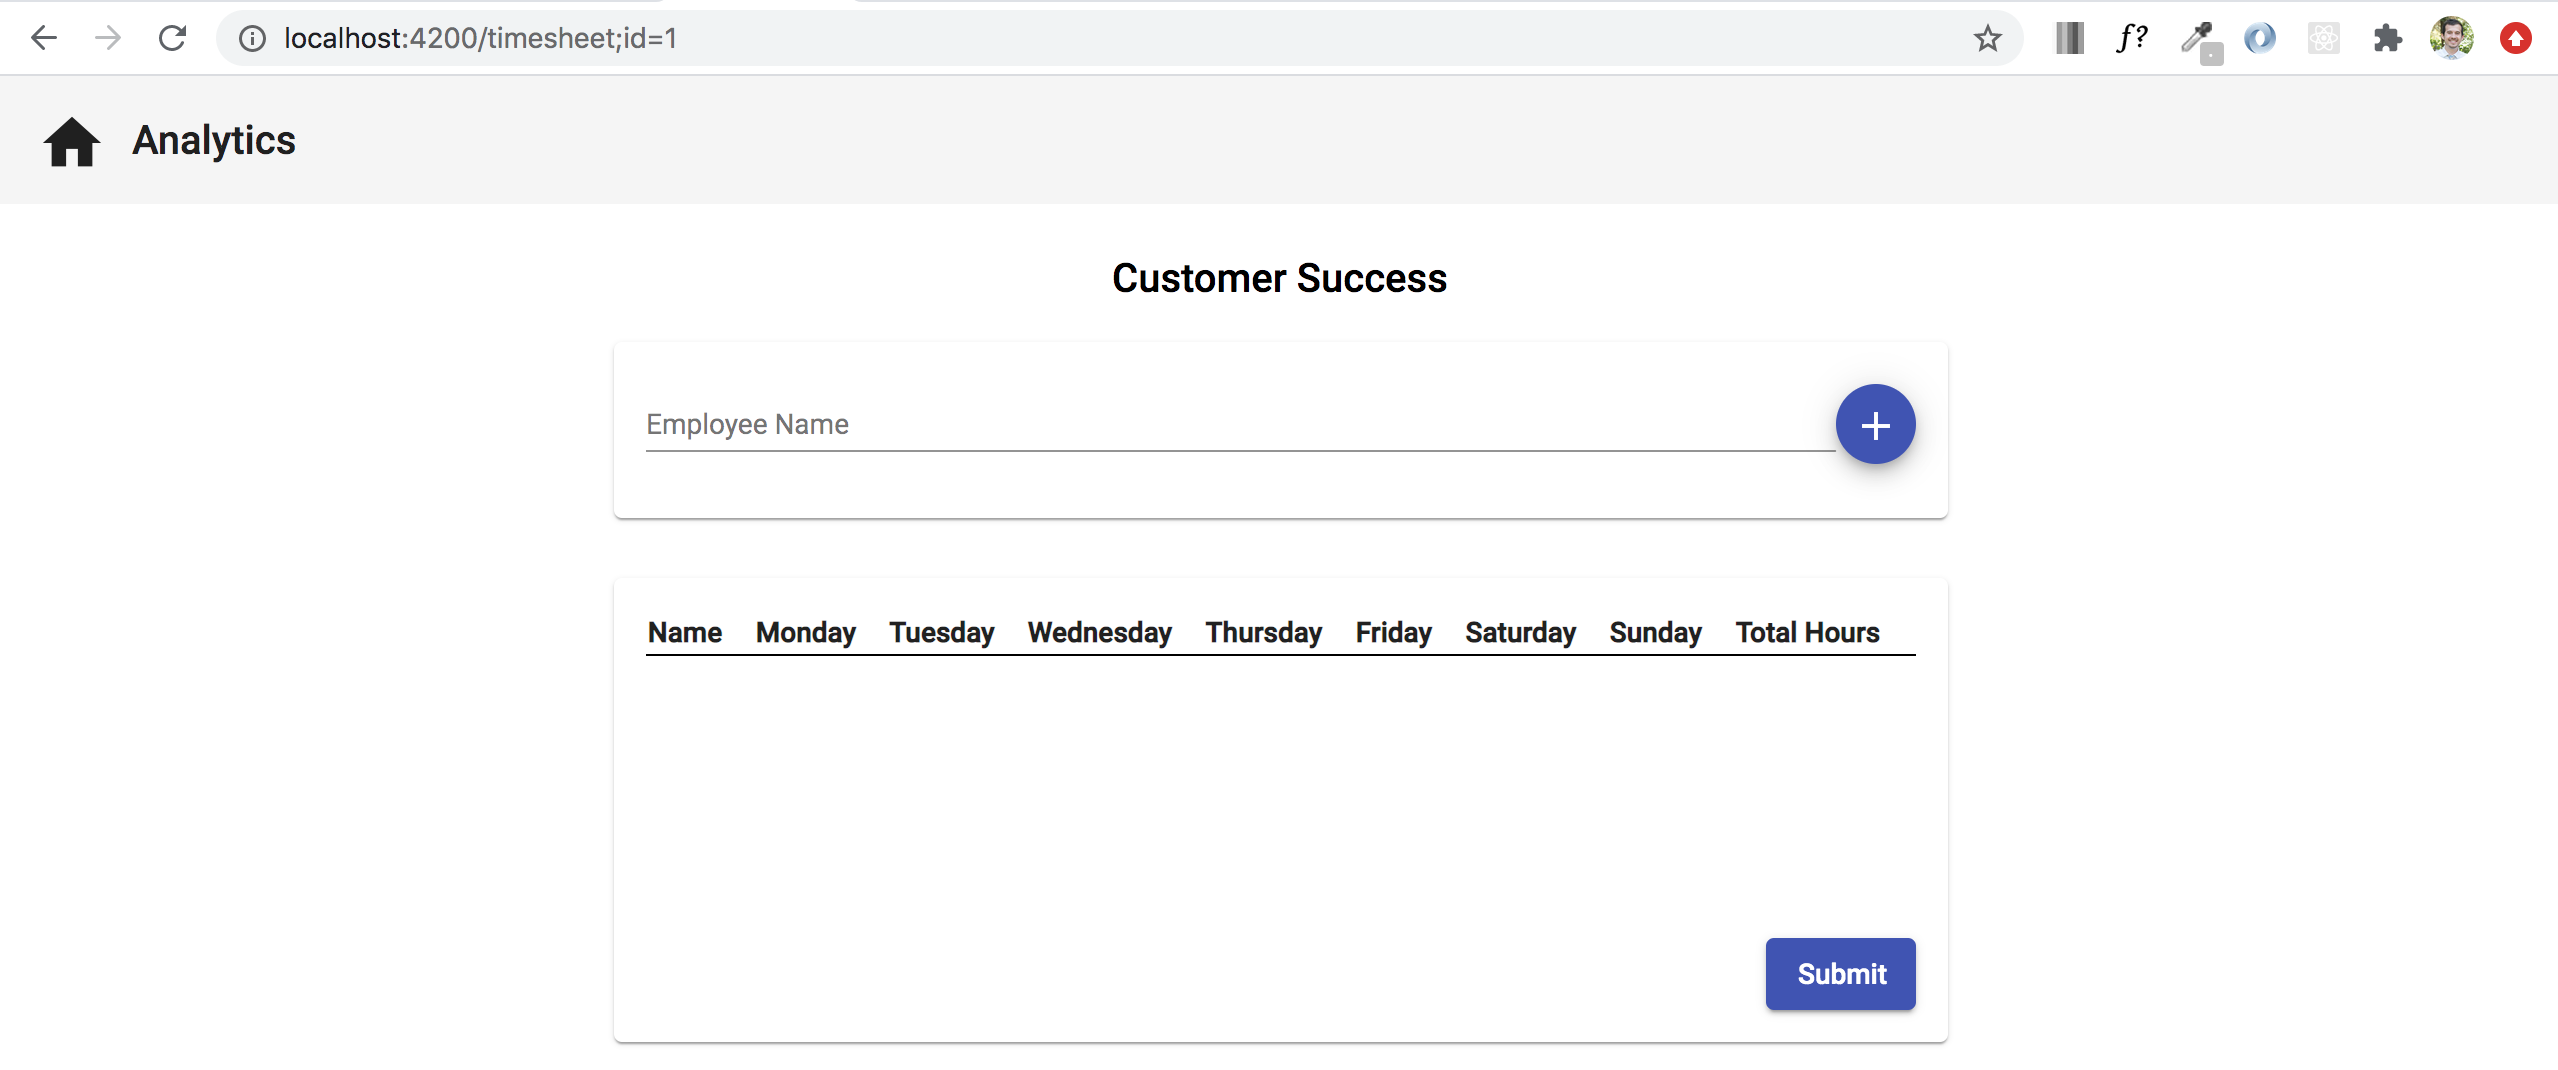 localhost:4200/timesheet;id=1
f?
Analytics
Customer Success
Employee Name
+
Name Monday Tuesday Wednesday Thursday Friday Saturday Sunday Total Hours
Submit